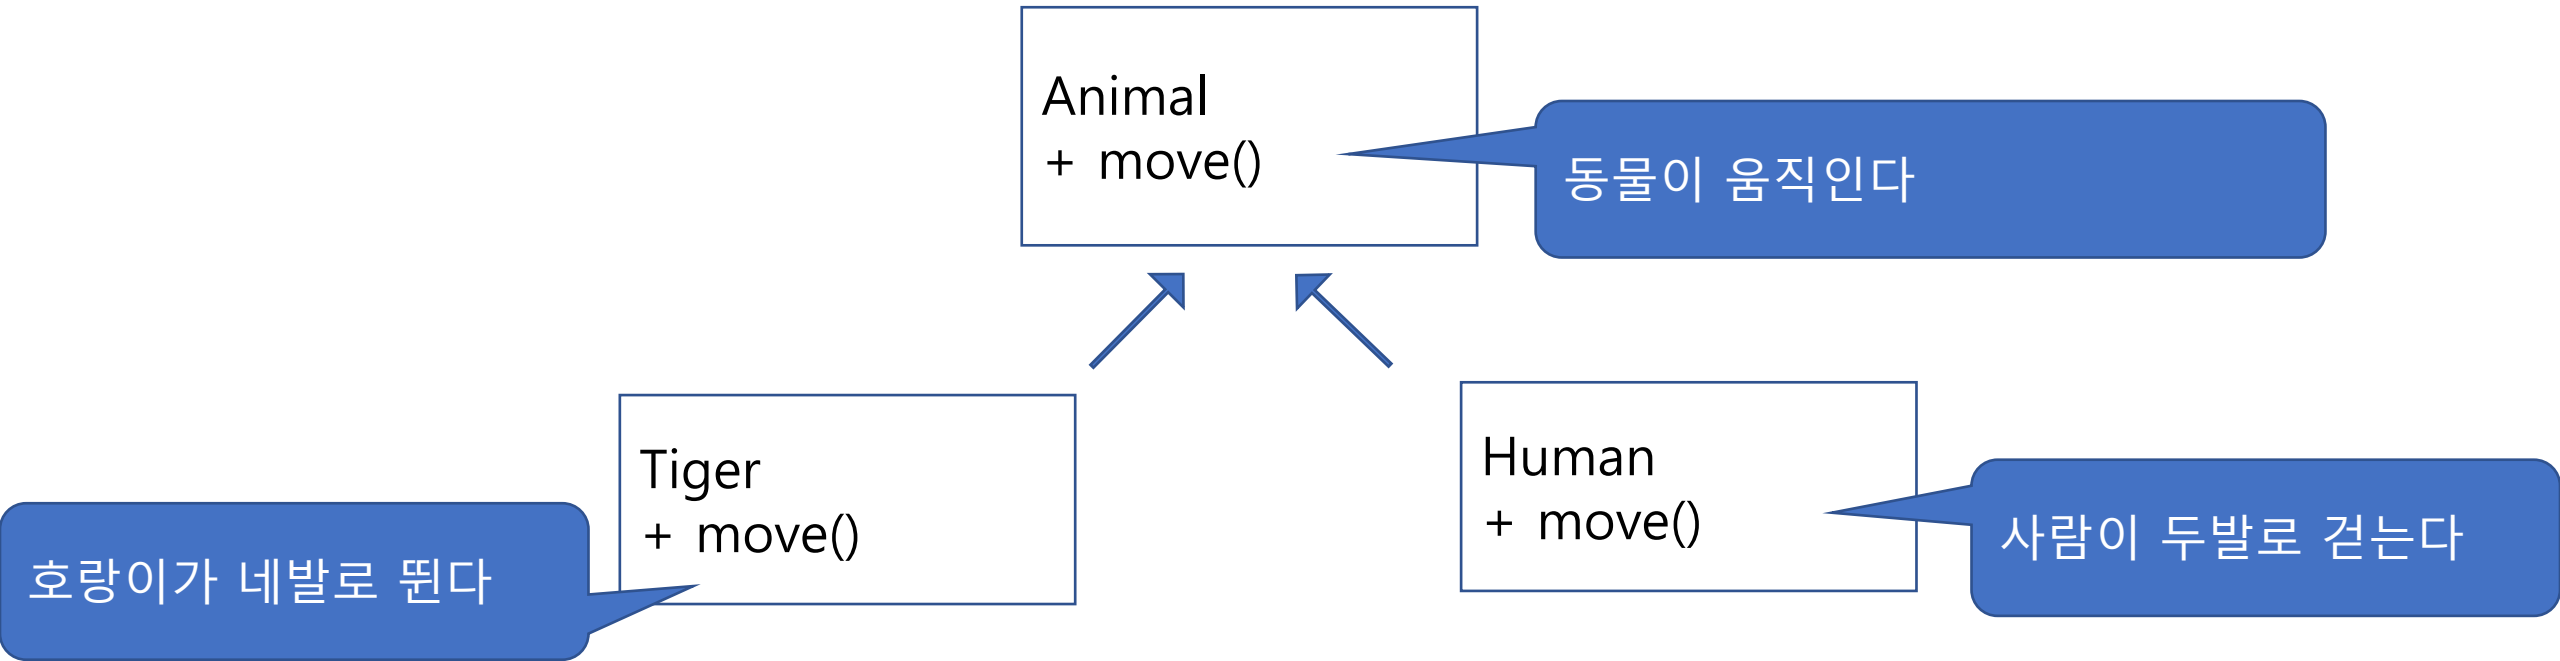 Animal
+ move()
동물이 움직인다
Tiger
+ move()
호랑이가 네발로 뛴다
Human
+ move()
사람이 두발로 걷는다